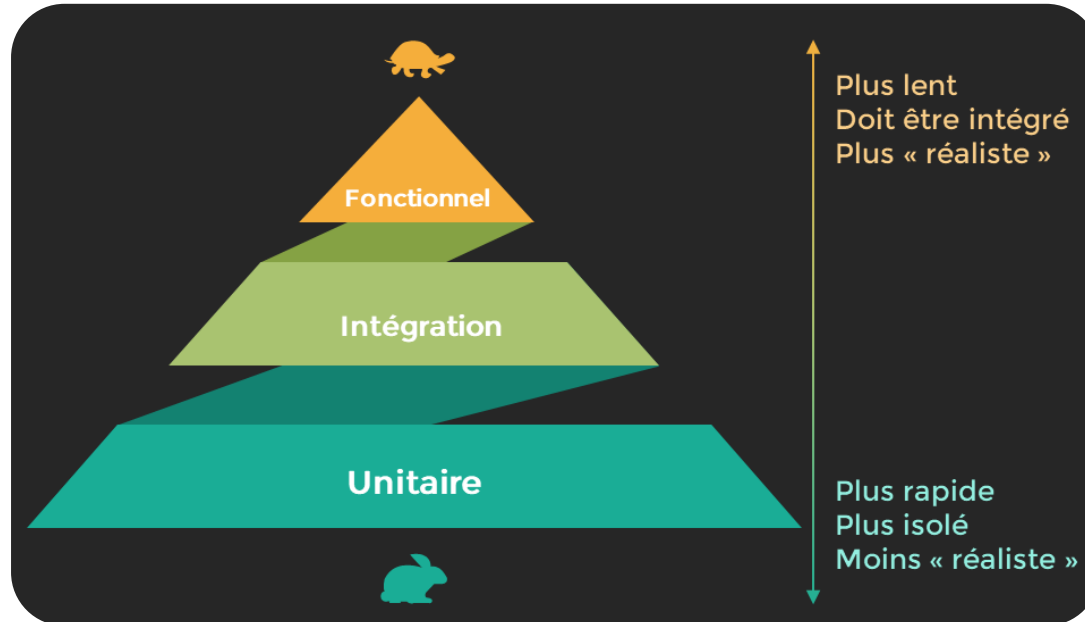 Plus lent
Doit être intégré
Plus « réaliste »
Fonctionnel
Intégration
Unitaire
Plus rapide
Plus isolé
Moins « réaliste »